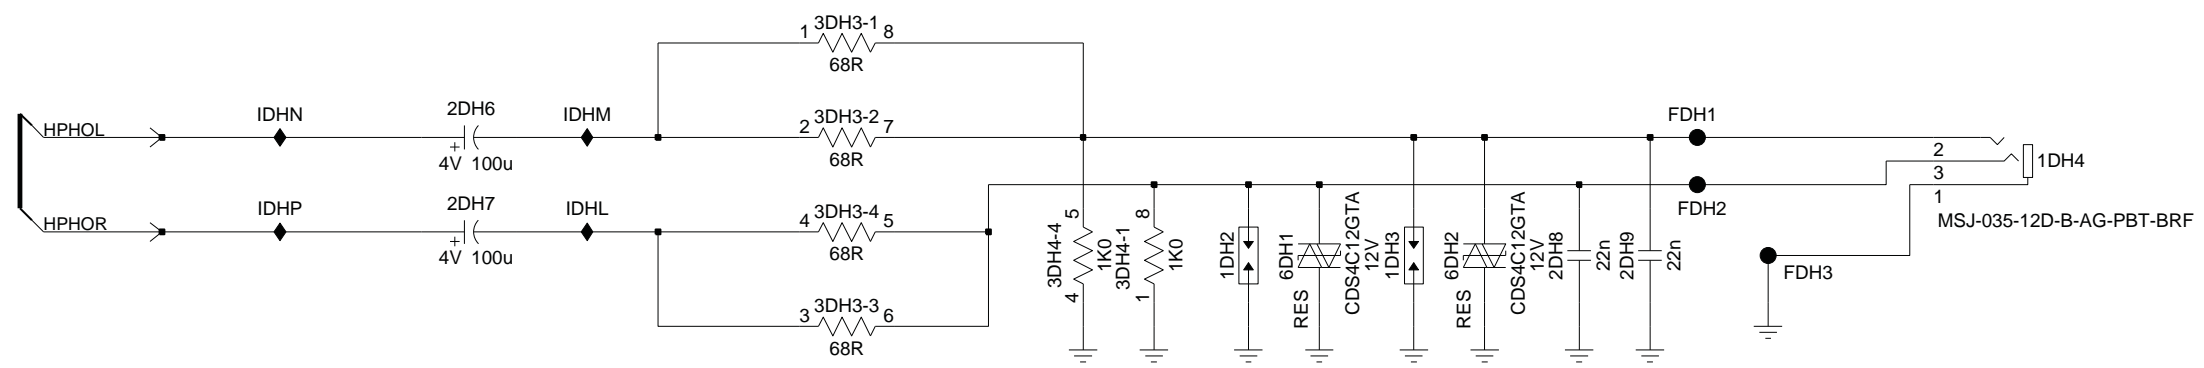 3DH3-1
1 8
68R
HPHOL
IDHN
2DH6
+
4V 100u
IDHM
3DH3-2
2 7
68R
FDH1
2
1DH4
3
1
MSJ-035-12D-B-AG-PBT-BRF
HPHOR
IDHP
2DH7
+
4V 100u
IDHL
3DH3-4
4 5
68R
FDH2
3DH3-3
3 6
68R
5
3DH4-4
1K0
4
8
3DH4-1
1K0
1
1DH2
6DH1
RES
CDS4C12GTA
12V
1DH3
6DH2
RES
CDS4C12GTA
12V
2DH8
22n
2DH9
22n
FDH3